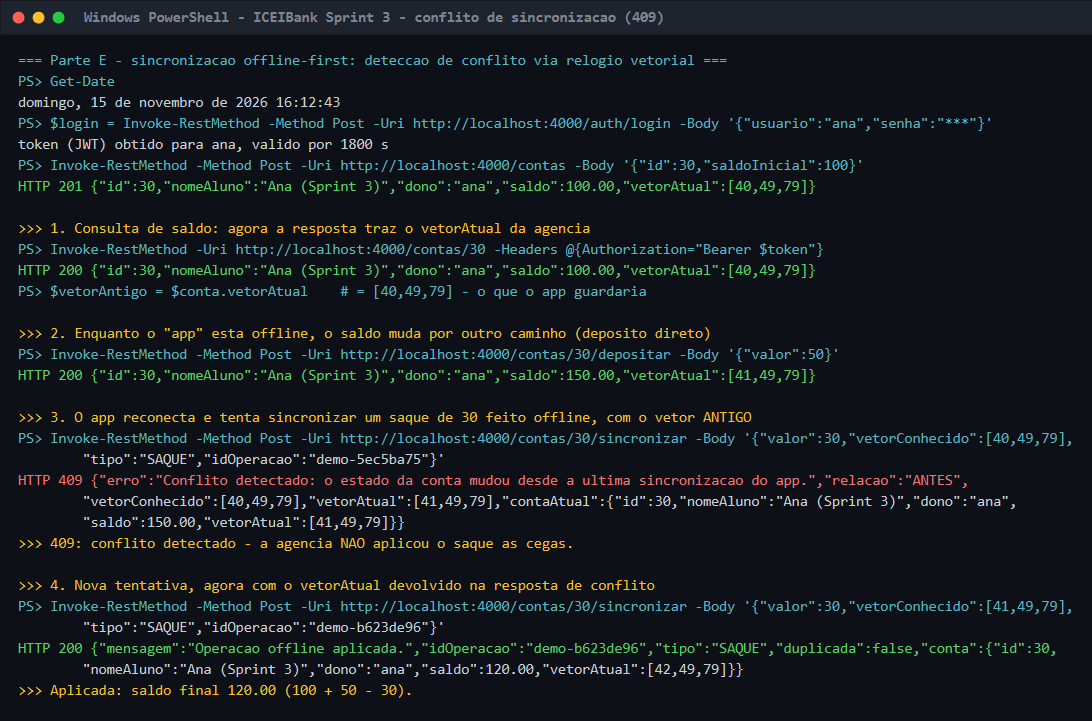 Windows PowerShell - ICEIBank Sprint 3 - conflito de sincronizacao (409)
=== Parte E - sincronizacao offline-first: deteccao de conflito via relogio vetorial ===
PS> Get-Date
domingo, 15 de novembro de 2026 16:12:43
PS> $login = Invoke-RestMethod -Method Post -Uri http://localhost:4000/auth/login -Body '{"usuario":"ana","senha":"***"}'
token (JWT) obtido para ana, valido por 1800 s
PS> Invoke-RestMethod -Method Post -Uri http://localhost:4000/contas -Body '{"id":30,"saldoInicial":100}'
HTTP 201 {"id":30,"nomeAluno":"Ana (Sprint 3)","dono":"ana","saldo":100.00,"vetorAtual":[40,49,79]}
>>> 1. Consulta de saldo: agora a resposta traz o vetorAtual da agencia
PS> Invoke-RestMethod -Uri http://localhost:4000/contas/30 -Headers @{Authorization="Bearer $token"}
HTTP 200 {"id":30,"nomeAluno":"Ana (Sprint 3)","dono":"ana","saldo":100.00,"vetorAtual":[40,49,79]}
PS> $vetorAntigo = $conta.vetorAtual    # = [40,49,79] - o que o app guardaria
>>> 2. Enquanto o "app" esta offline, o saldo muda por outro caminho (deposito direto)
PS> Invoke-RestMethod -Method Post -Uri http://localhost:4000/contas/30/depositar -Body '{"valor":50}'
HTTP 200 {"id":30,"nomeAluno":"Ana (Sprint 3)","dono":"ana","saldo":150.00,"vetorAtual":[41,49,79]}
>>> 3. O app reconecta e tenta sincronizar um saque de 30 feito offline, com o vetor ANTIGO
PS> Invoke-RestMethod -Method Post -Uri http://localhost:4000/contas/30/sincronizar -Body '{"valor":30,"vetorConhecido":[40,49,79],
"tipo":"SAQUE","idOperacao":"demo-5ec5ba75"}'
HTTP 409 {"erro":"Conflito detectado: o estado da conta mudou desde a ultima sincronizacao do app.","relacao":"ANTES",
"vetorConhecido":[40,49,79],"vetorAtual":[41,49,79],"contaAtual":{"id":30,"nomeAluno":"Ana (Sprint 3)","dono":"ana",
"saldo":150.00,"vetorAtual":[41,49,79]}}
>>> 409: conflito detectado - a agencia NAO aplicou o saque as cegas.
>>> 4. Nova tentativa, agora com o vetorAtual devolvido na resposta de conflito
PS> Invoke-RestMethod -Method Post -Uri http://localhost:4000/contas/30/sincronizar -Body '{"valor":30,"vetorConhecido":[41,49,79],
"tipo":"SAQUE","idOperacao":"demo-b623de96"}'
HTTP 200 {"mensagem":"Operacao offline aplicada.","idOperacao":"demo-b623de96","tipo":"SAQUE","duplicada":false,"conta":{"id":30,
"nomeAluno":"Ana (Sprint 3)","dono":"ana","saldo":120.00,"vetorAtual":[42,49,79]}}
>>> Aplicada: saldo final 120.00 (100 + 50 - 30).